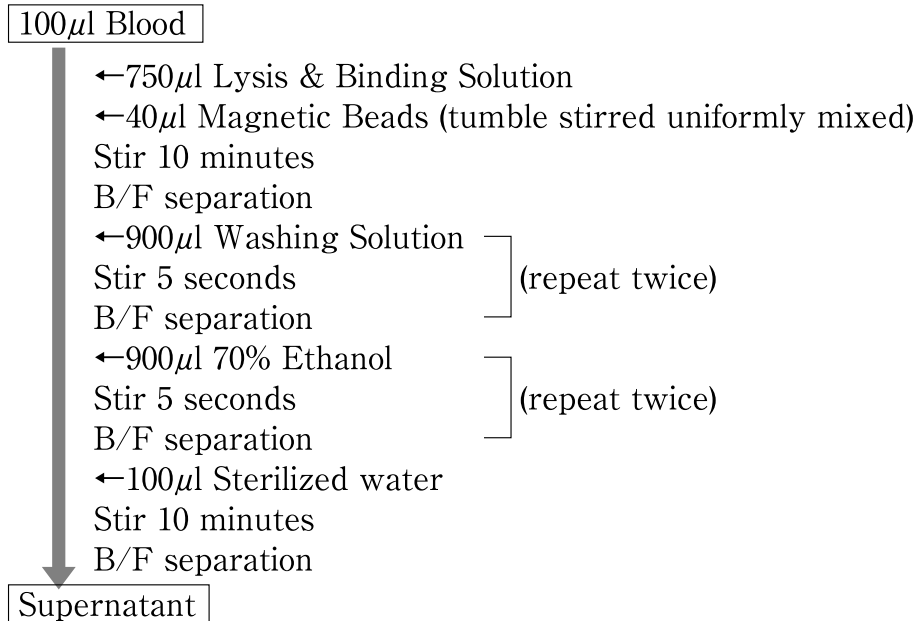 100μl Blood
←750μl Lysis & Binding Solution
←40μl Magnetic Beads (tumble stirred uniformly mixed)
Stir 10 minutes
B/F separation
←900μl Washing Solution
Stir 5 seconds (repeat twice)
B/F separation
←900μl 70% Ethanol
Stir 5 seconds (repeat twice)
B/F separation
←100μl Sterilized water
Stir 10 minutes
B/F separation
Supernatant